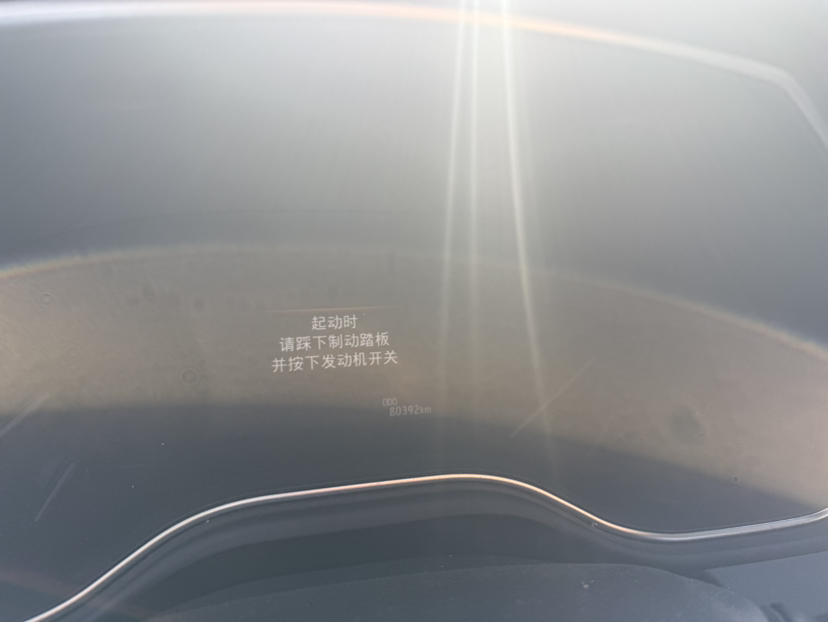 起动时
请踩下制动踏板
并按下发动机开关
ODO
80392km